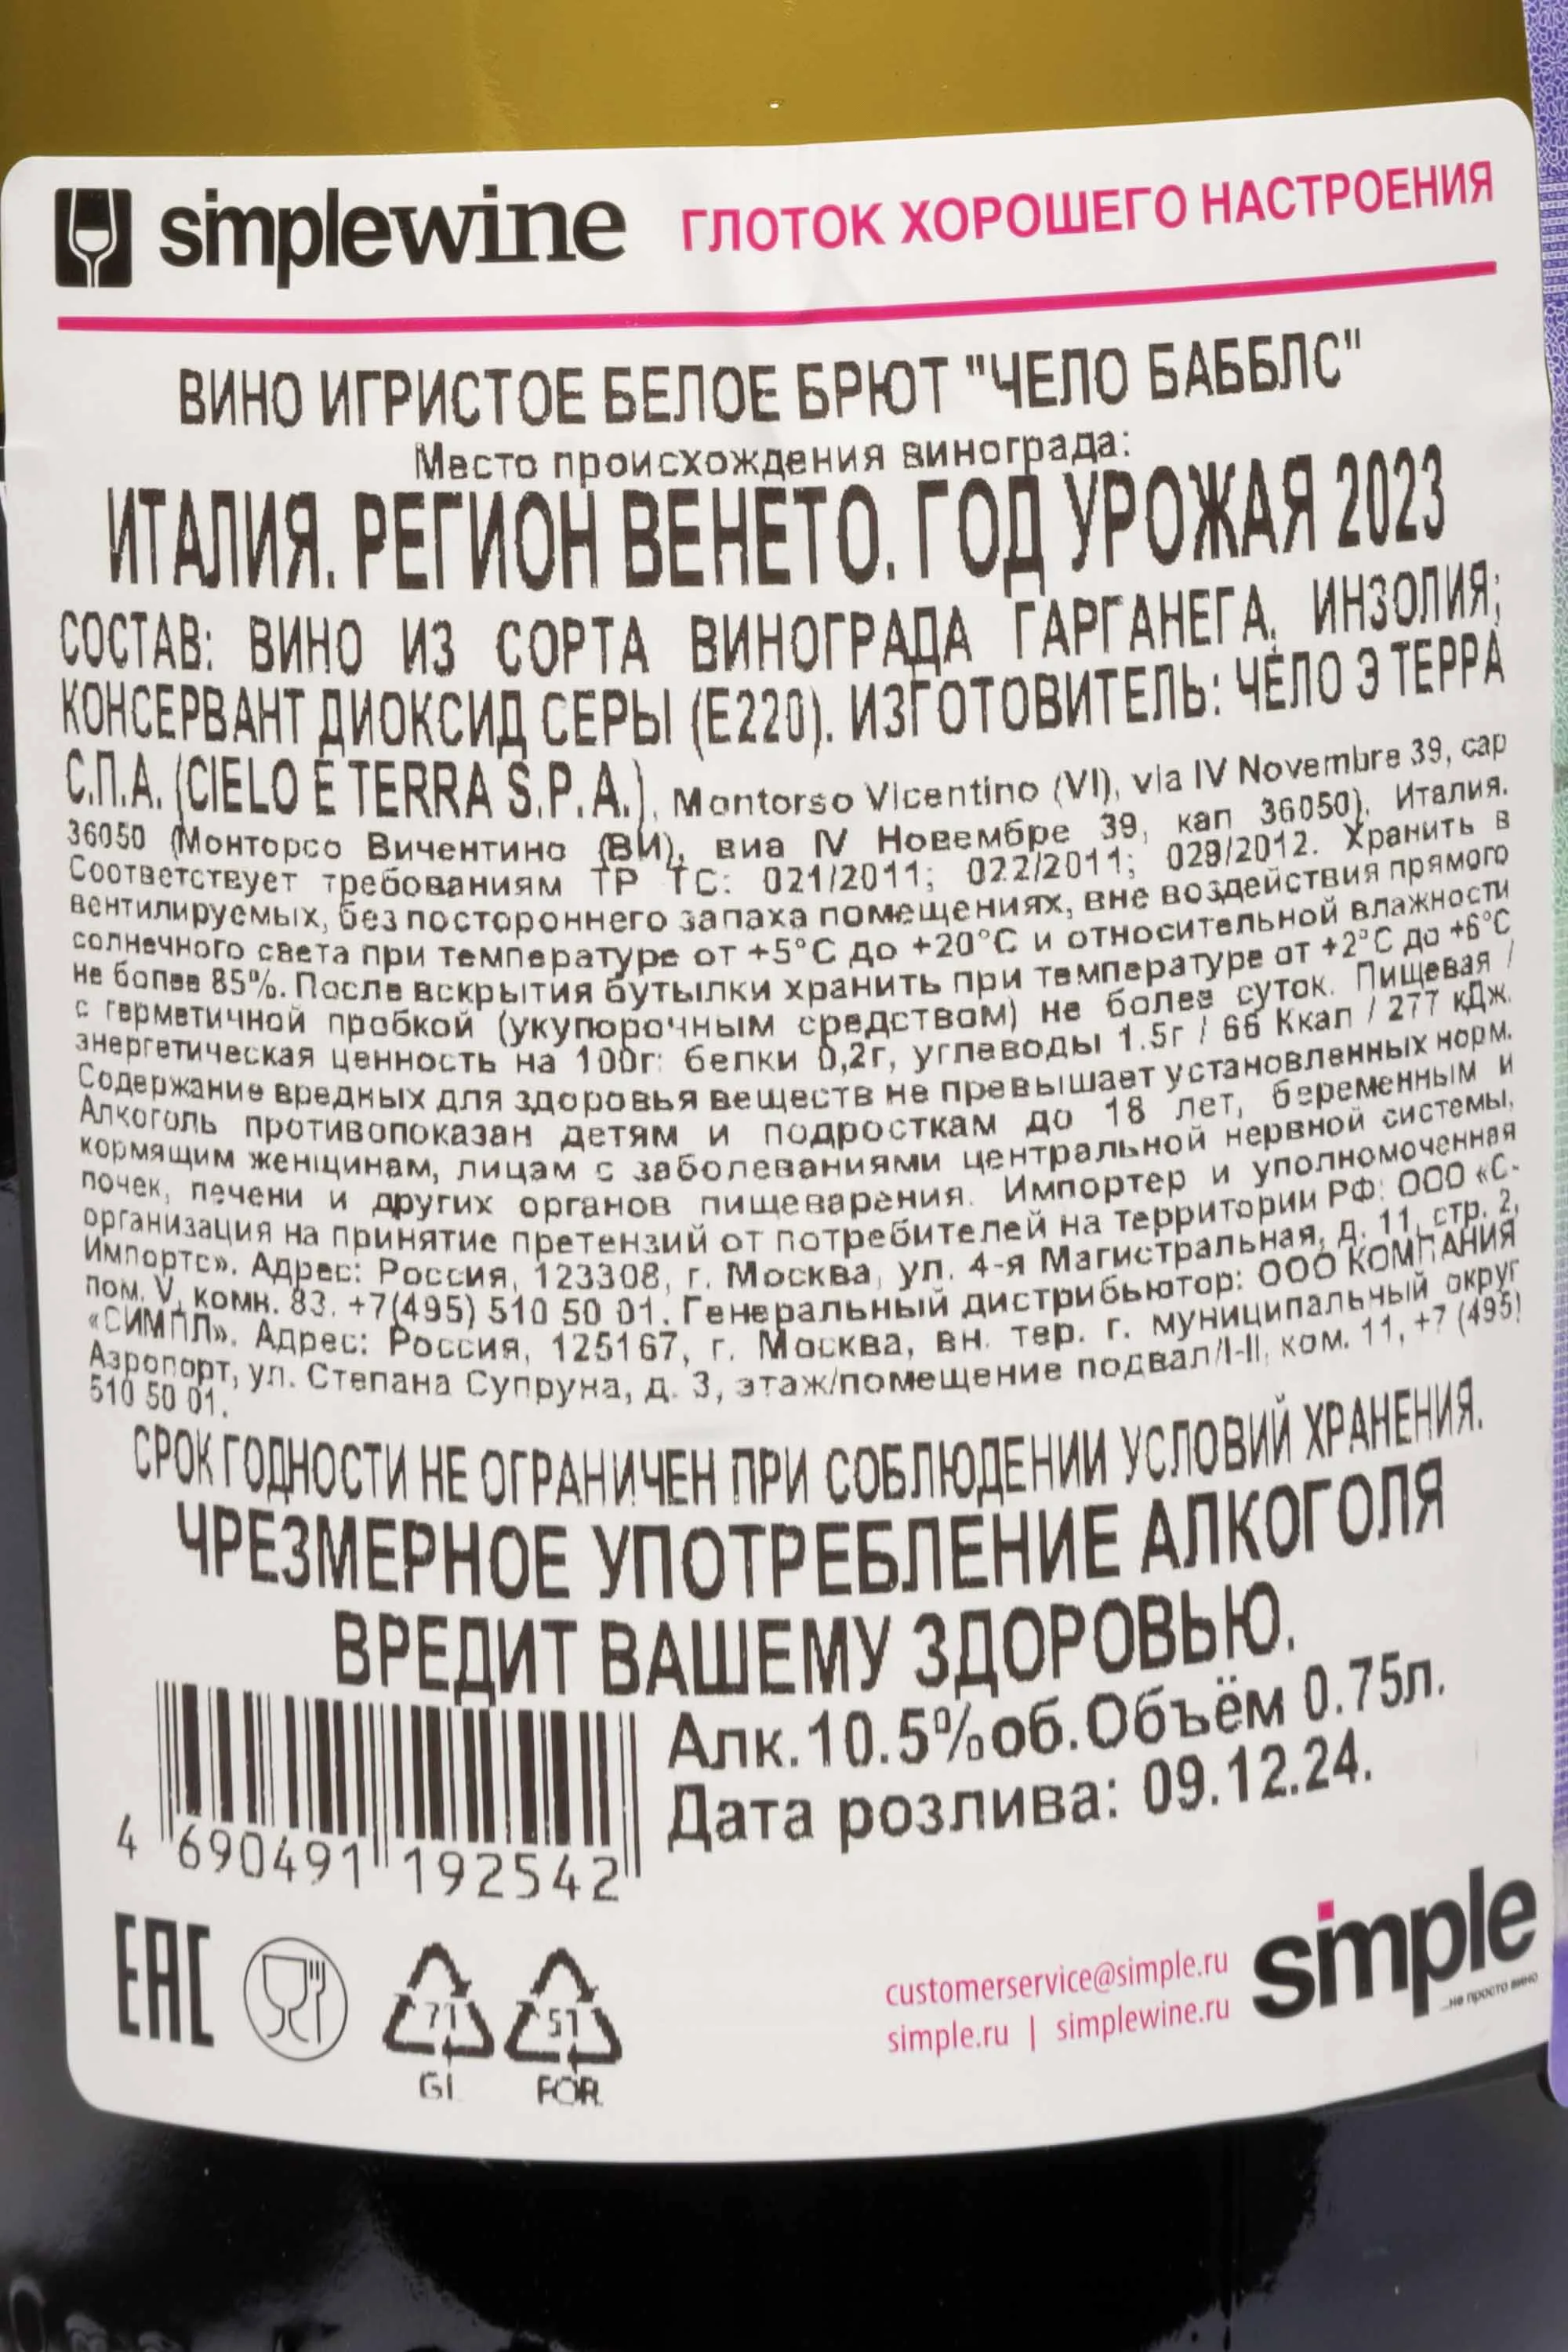 simplewine ГЛОТОК ХОРОШЕГО НАСТРОЕНИЯ
ВИНО ИГРИСТОЕ БЕЛОЕ БРЮТ "ЧЕЛО БАББЛС"
Место происхождения винограда:
ИТАЛИЯ. РЕГИОН ВЕНЕТО. ГОД УРОЖАЯ 2023
СОСТАВ: ВИНО ИЗ СОРТА ВИНОГРАДА ГАРГАНЕГА, ИНЗОЛИЯ;
КОНСЕРВАНТ ДИОКСИД СЕРЫ (Е220). ИЗГОТОВИТЕЛЬ: ЧЕЛО Э ТЕРРА
С.П.А. (CIELO E TERRA S.P.A.), Montorso Vicentino (VI), via IV Novembre 39, cap
36050 (Монторсо Вичентино (ВИ), виа IV Новембре 39, кап 36050). Италия.
Соответствует требованиям ТР ТС: 021/2011; 022/2011; 029/2012. Хранить в
вентилируемых, без постороннего запаха помещениях, вне воздействия прямого
солнечного света при температуре от +5°C до +20°C и относительной влажности
не более 85%. После вскрытия бутылки хранить при температуре от +2°C до +6°C
с герметичной пробкой (укупорочным средством) не более суток. Пищевая /
энергетическая ценность на 100г: белки 0,2г, углеводы 1.5г / 66 Ккал / 277 кДж.
Содержание вредных для здоровья веществ не превышает установленных норм.
Алкоголь противопоказан детям и подросткам до 18 лет, беременным и
кормящим женщинам, лицам с заболеваниями центральной нервной системы,
почек, печени и других органов пищеварения. Импортер и уполномоченная
организация на принятие претензий от потребителей на территории РФ: ООО «С-
Импортс». Адрес: Россия, 123308, г. Москва, ул. 4-я Магистральная, д. 11, стр. 2,
пом. V, комн. 83. +7(495) 510 50 01. Генеральный дистрибьютор: ООО КОМПАНИЯ
«СИМПЛ». Адрес: Россия, 125167, г. Москва, вн. тер. г. муниципальный округ
Аэропорт, ул. Степана Супруна, д. 3, этаж/помещение подвал/I-II, ком. 11, +7 (495)
510 50 01.
СРОК ГОДНОСТИ НЕ ОГРАНИЧЕН ПРИ СОБЛЮДЕНИИ УСЛОВИЙ ХРАНЕНИЯ.
ЧРЕЗМЕРНОЕ УПОТРЕБЛЕНИЕ АЛКОГОЛЯ
ВРЕДИТ ВАШЕМУ ЗДОРОВЬЮ.
Алк.10.5%об.Объём 0.75л.
Дата розлива: 09.12.24.
4 690491 192542
EAC
71
GL
51
FOR
customerservice@simple.ru
simple.ru | simplewine.ru
simple
...не просто вино